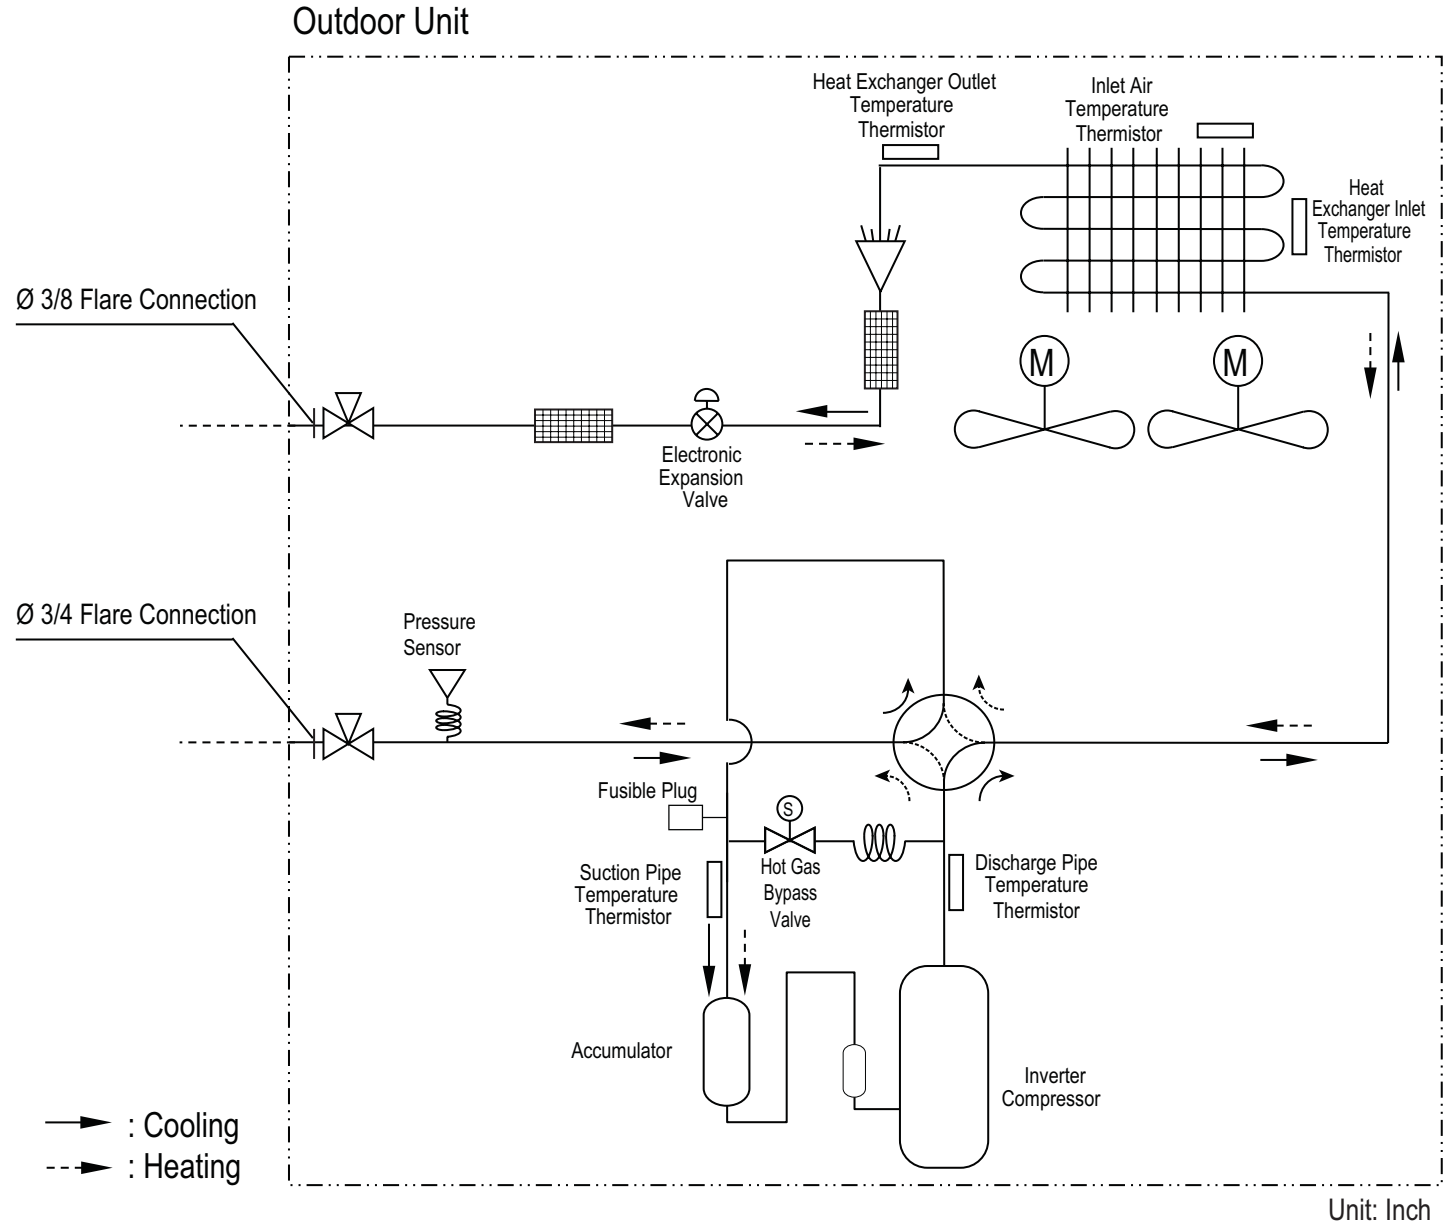 Outdoor Unit
Heat Exchanger Outlet
Temperature
Thermistor
Inlet Air
Temperature
Thermistor
Heat
Exchanger Inlet
Temperature
Thermistor
Ø 3/8 Flare Connection
M
M
Electronic
Expansion
Valve
Ø 3/4 Flare Connection
Pressure
Sensor
Fusible Plug
S
Hot Gas
Bypass
Valve
Suction Pipe
Temperature
Thermistor
Discharge Pipe
Temperature
Thermistor
Accumulator
Inverter
Compressor
: Cooling
: Heating
Unit: Inch